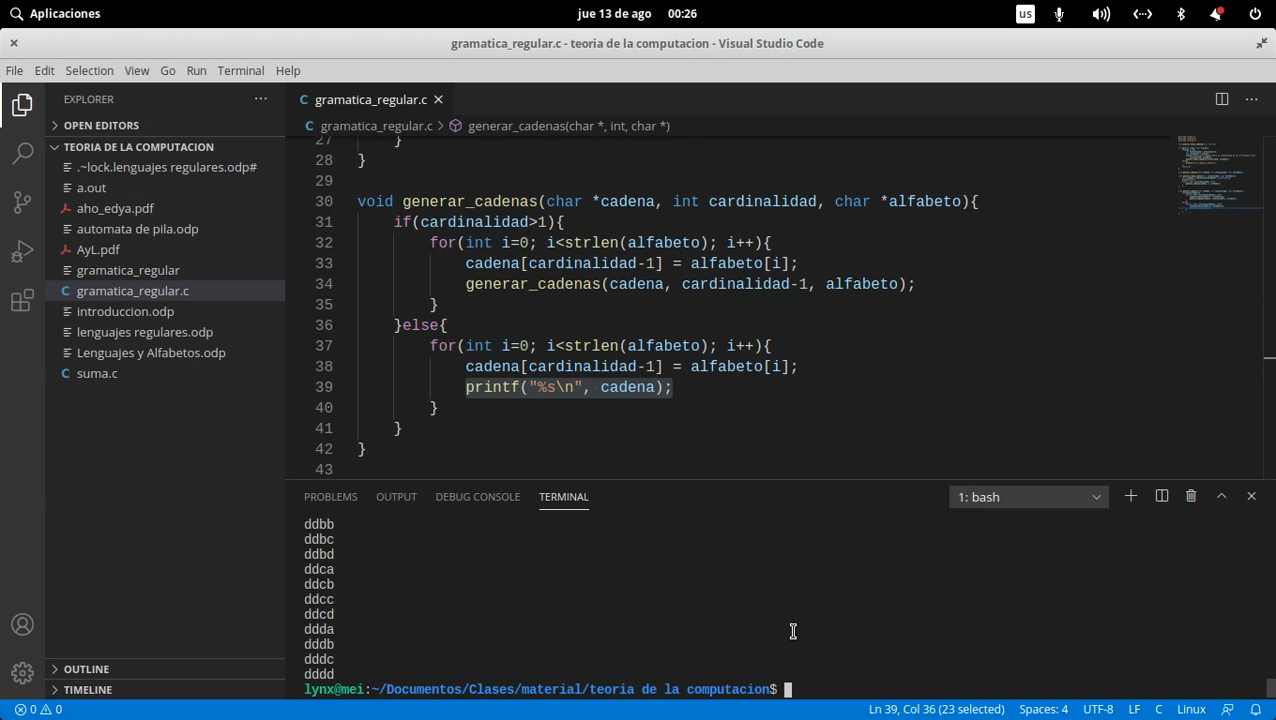 Aplicaciones
jue 13 de ago 00:26
us
gramatica_regular.c - teoria de la computacion - Visual Studio Code
File Edit Selection View Go Run Terminal Help
EXPLORER
OPEN EDITORS
TEORIA DE LA COMPUTACION
.~lock.lenguajes regulares.odp#
a.out
aho_edya.pdf
automata de pila.odp
AyL.pdf
gramatica_regular
gramatica_regular.c
introduccion.odp
lenguajes regulares.odp
Lenguajes y Alfabetos.odp
suma.c
OUTLINE
TIMELINE
gramatica_regular.c
gramatica_regular.c > generar_cadenas(char *, int, char *)
27 }
28 }
29
30 void generar_cadenas(char *cadena, int cardinalidad, char *alfabeto){
31 if(cardinalidad>1){
32 for(int i=0; i<strlen(alfabeto); i++){
33 cadena[cardinalidad-1] = alfabeto[i];
34 generar_cadenas(cadena, cardinalidad-1, alfabeto);
35 }
36 }else{
37 for(int i=0; i<strlen(alfabeto); i++){
38 cadena[cardinalidad-1] = alfabeto[i];
39 printf("%s\n", cadena);
40 }
41 }
42 }
43
PROBLEMS OUTPUT DEBUG CONSOLE TERMINAL
1: bash
ddbb
ddbc
ddbd
ddca
ddcb
ddcc
ddcd
ddda
dddb
dddc
dddd
lynx@mei:~/Documentos/Clases/material/teoria de la computacion$
0 0
Ln 39, Col 36 (23 selected) Spaces: 4 UTF-8 LF C Linux